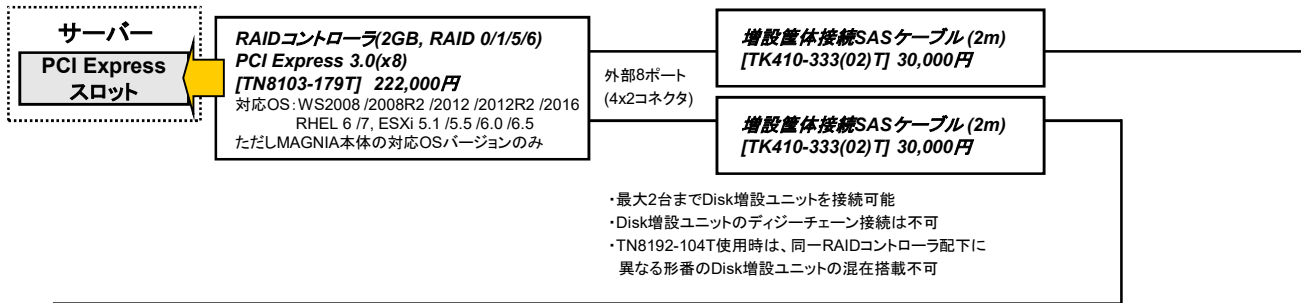 サーバー
PCI Express
スロット
RAIDコントローラ(2GB, RAID 0/1/5/6)
PCI Express 3.0(x8)
[TN8103-179T] 222,000円
対応OS:WS2008 /2008R2 /2012 /2012R2 /2016
RHEL 6 /7, ESXi 5.1 /5.5 /6.0 /6.5
ただしMAGNIA本体の対応OSバージョンのみ
外部8ポート
(4x2コネクタ)
増設筐体接続SASケーブル (2m)
[TK410-333(02)T] 30,000円
増設筐体接続SASケーブル (2m)
[TK410-333(02)T] 30,000円
・最大2台までDisk増設ユニットを接続可能
・Disk増設ユニットのディジーチェーン接続は不可
・TN8192-104T使用時は、同一RAIDコントローラ配下に
異なる形番のDisk増設ユニットの混在搭載不可